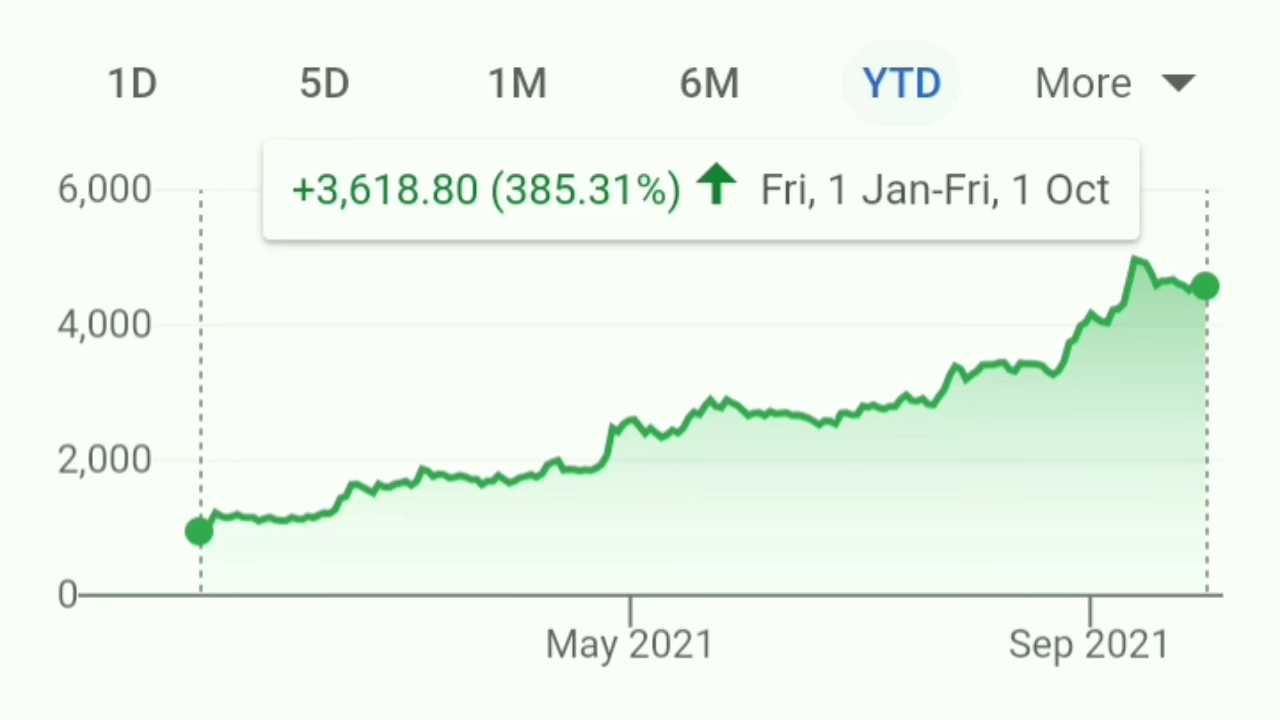 1D 5D 1M 6M YTD More
+3,618.80 (385.31%) Fri, 1 Jan-Fri, 1 Oct
6,000
4,000
2,000
0
May 2021 Sep 2021